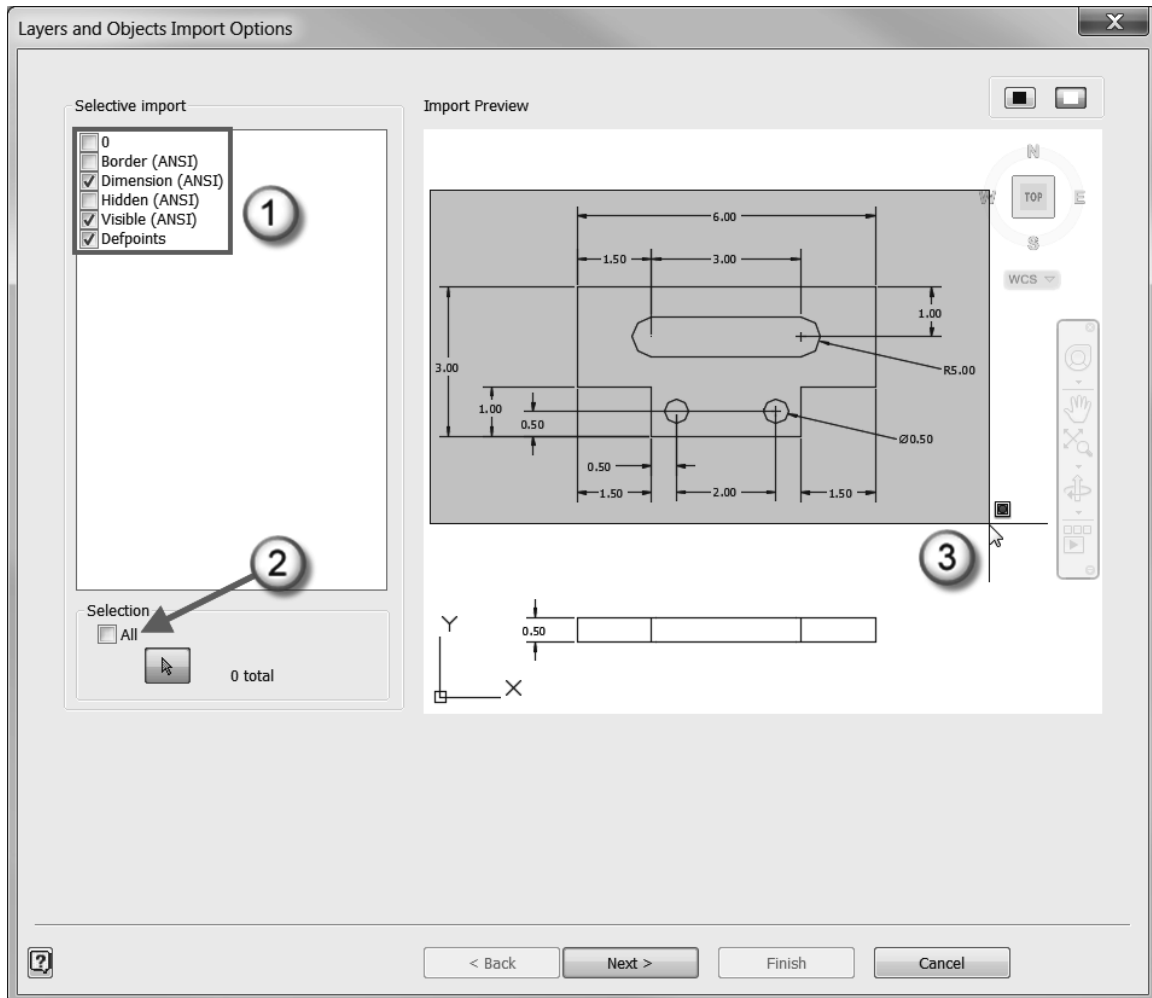 Layers and Objects Import Options
X
Selective import
0
Border (ANSI)
Dimension (ANSI)
Hidden (ANSI)
Visible (ANSI)
Defpoints
1
2
Selection
All
0 total
Import Preview
N
W
TOP
E
S
WCS
6.00
1.50
3.00
1.00
3.00
R5.00
1.00
0.50
Ø0.50
0.50
1.50
2.00
1.50
3
Y
0.50
X
?
< Back
Next >
Finish
Cancel